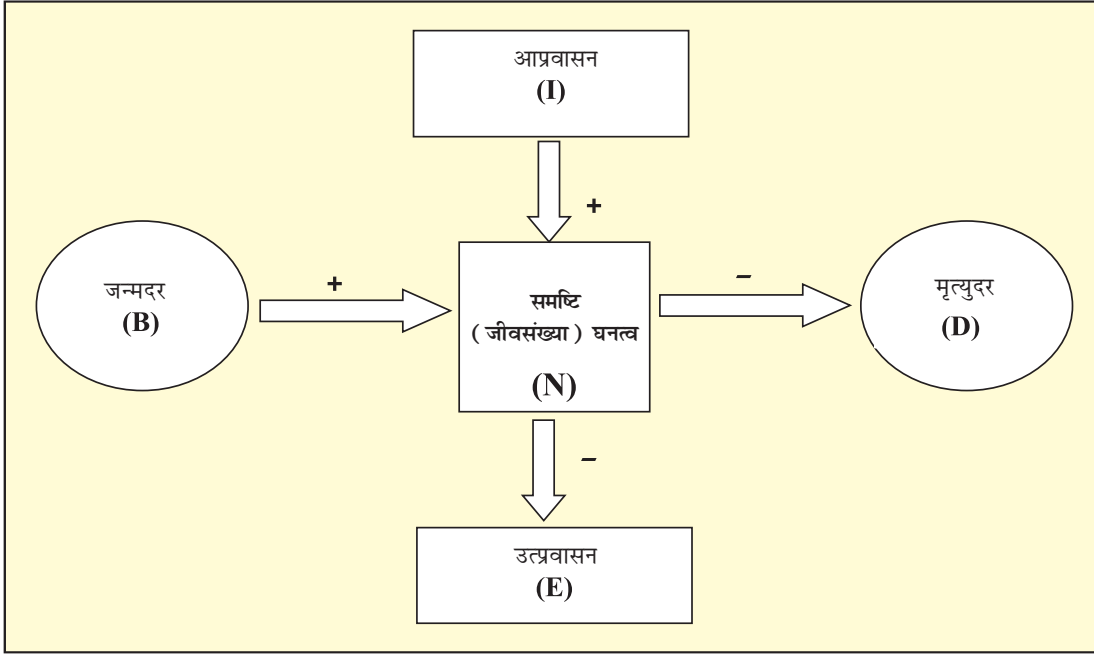 आप्रवासन
(I)
+
जन्मदर
(B)
+
समष्टि
( जीवसंख्या ) घनत्व
(N)
–
मृत्युदर
(D)
–
उत्प्रवासन
(E)